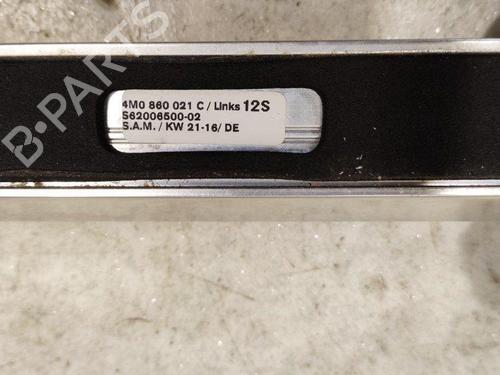 4M0 860 021 C / Links 12S
S62006500-02
S.A.M. / KW 21-16/ DE
B-PARTS